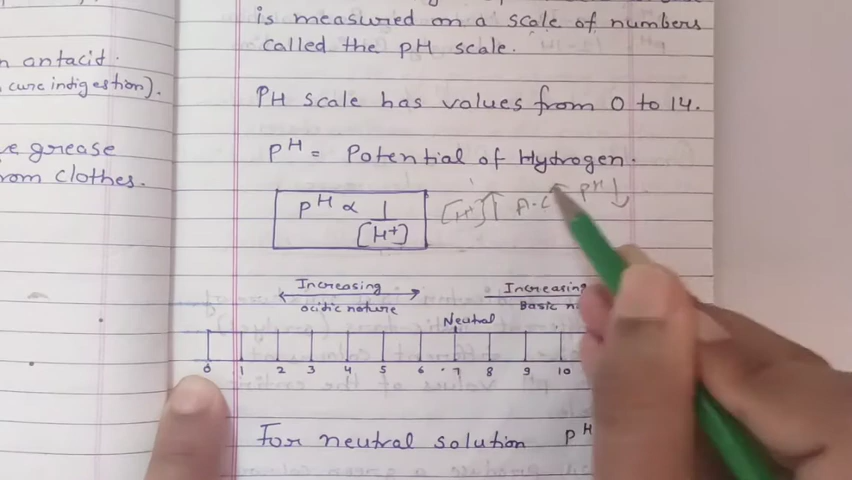 is measured on a scale of numbers
called the pH scale.
n antacid.
, cure indigestion).
PH scale has values from 0 to 14.
e grease
rom clothes.
PH = Potential of Hydrogen.
PH ∝ 1/[H+]
[H+]↑ A.C PH↓
Increasing
acidic nature
Increasing
Basic n
Neutral
0 1 2 3 4 5 6 7 8 9 10
For neutral solution PH